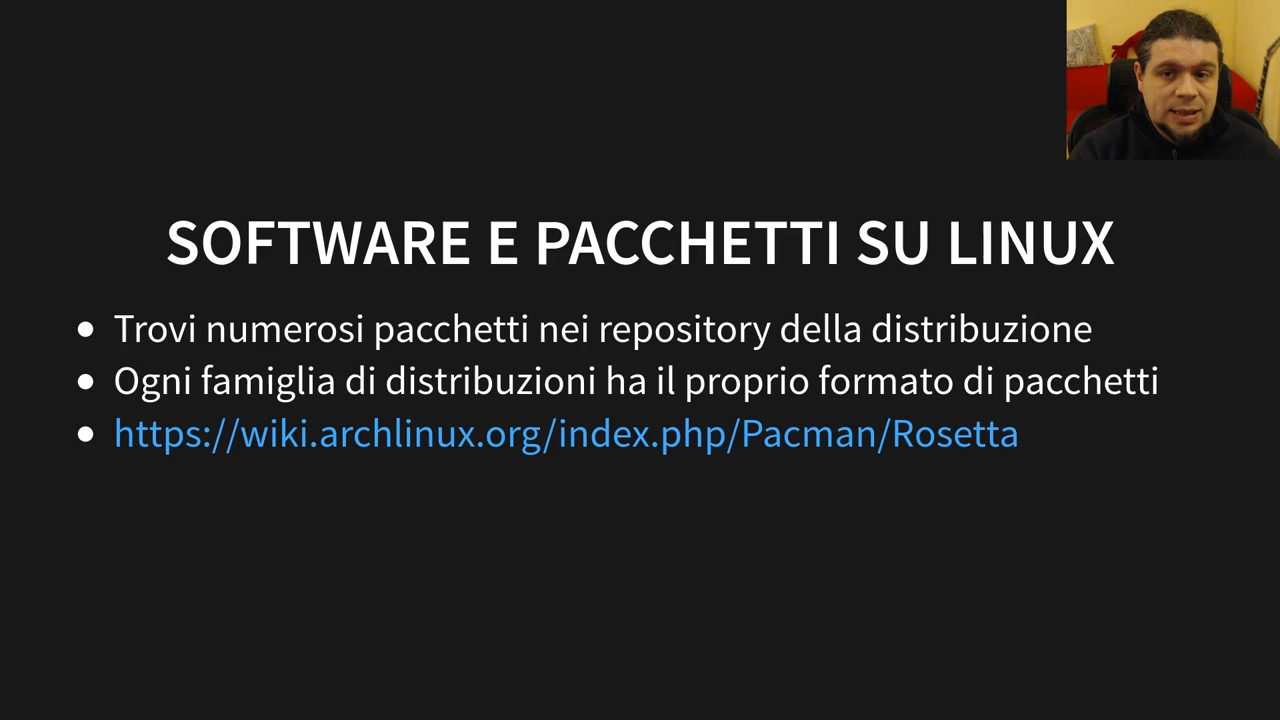 SOFTWARE E PACCHETTI SU LINUX
Trovi numerosi pacchetti nei repository della distribuzione
Ogni famiglia di distribuzioni ha il proprio formato di pacchetti
https://wiki.archlinux.org/index.php/Pacman/Rosetta